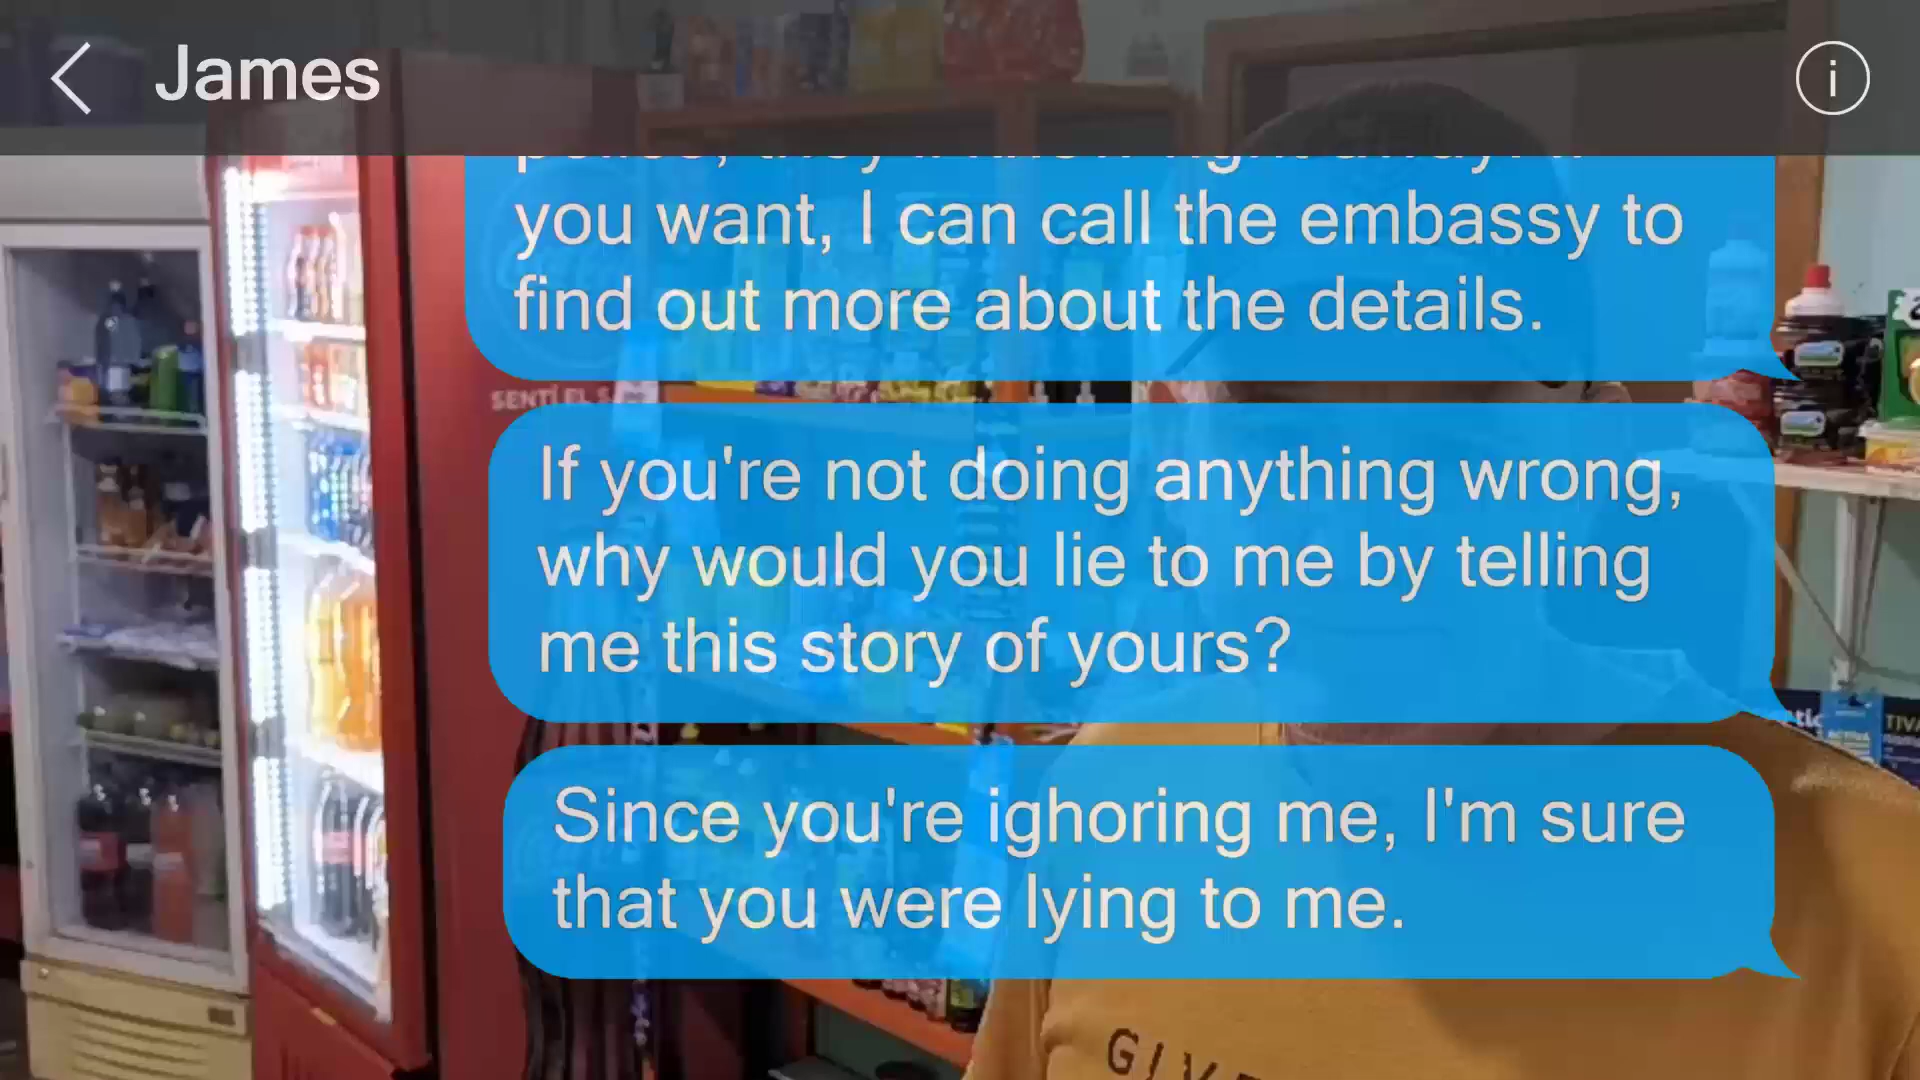 James
i
you want, I can call the embassy to
find out more about the details.
SENTÍ EL
If you're not doing anything wrong,
why would you lie to me by telling
me this story of yours?
Since you're ighoring me, I'm sure
that you were lying to me.